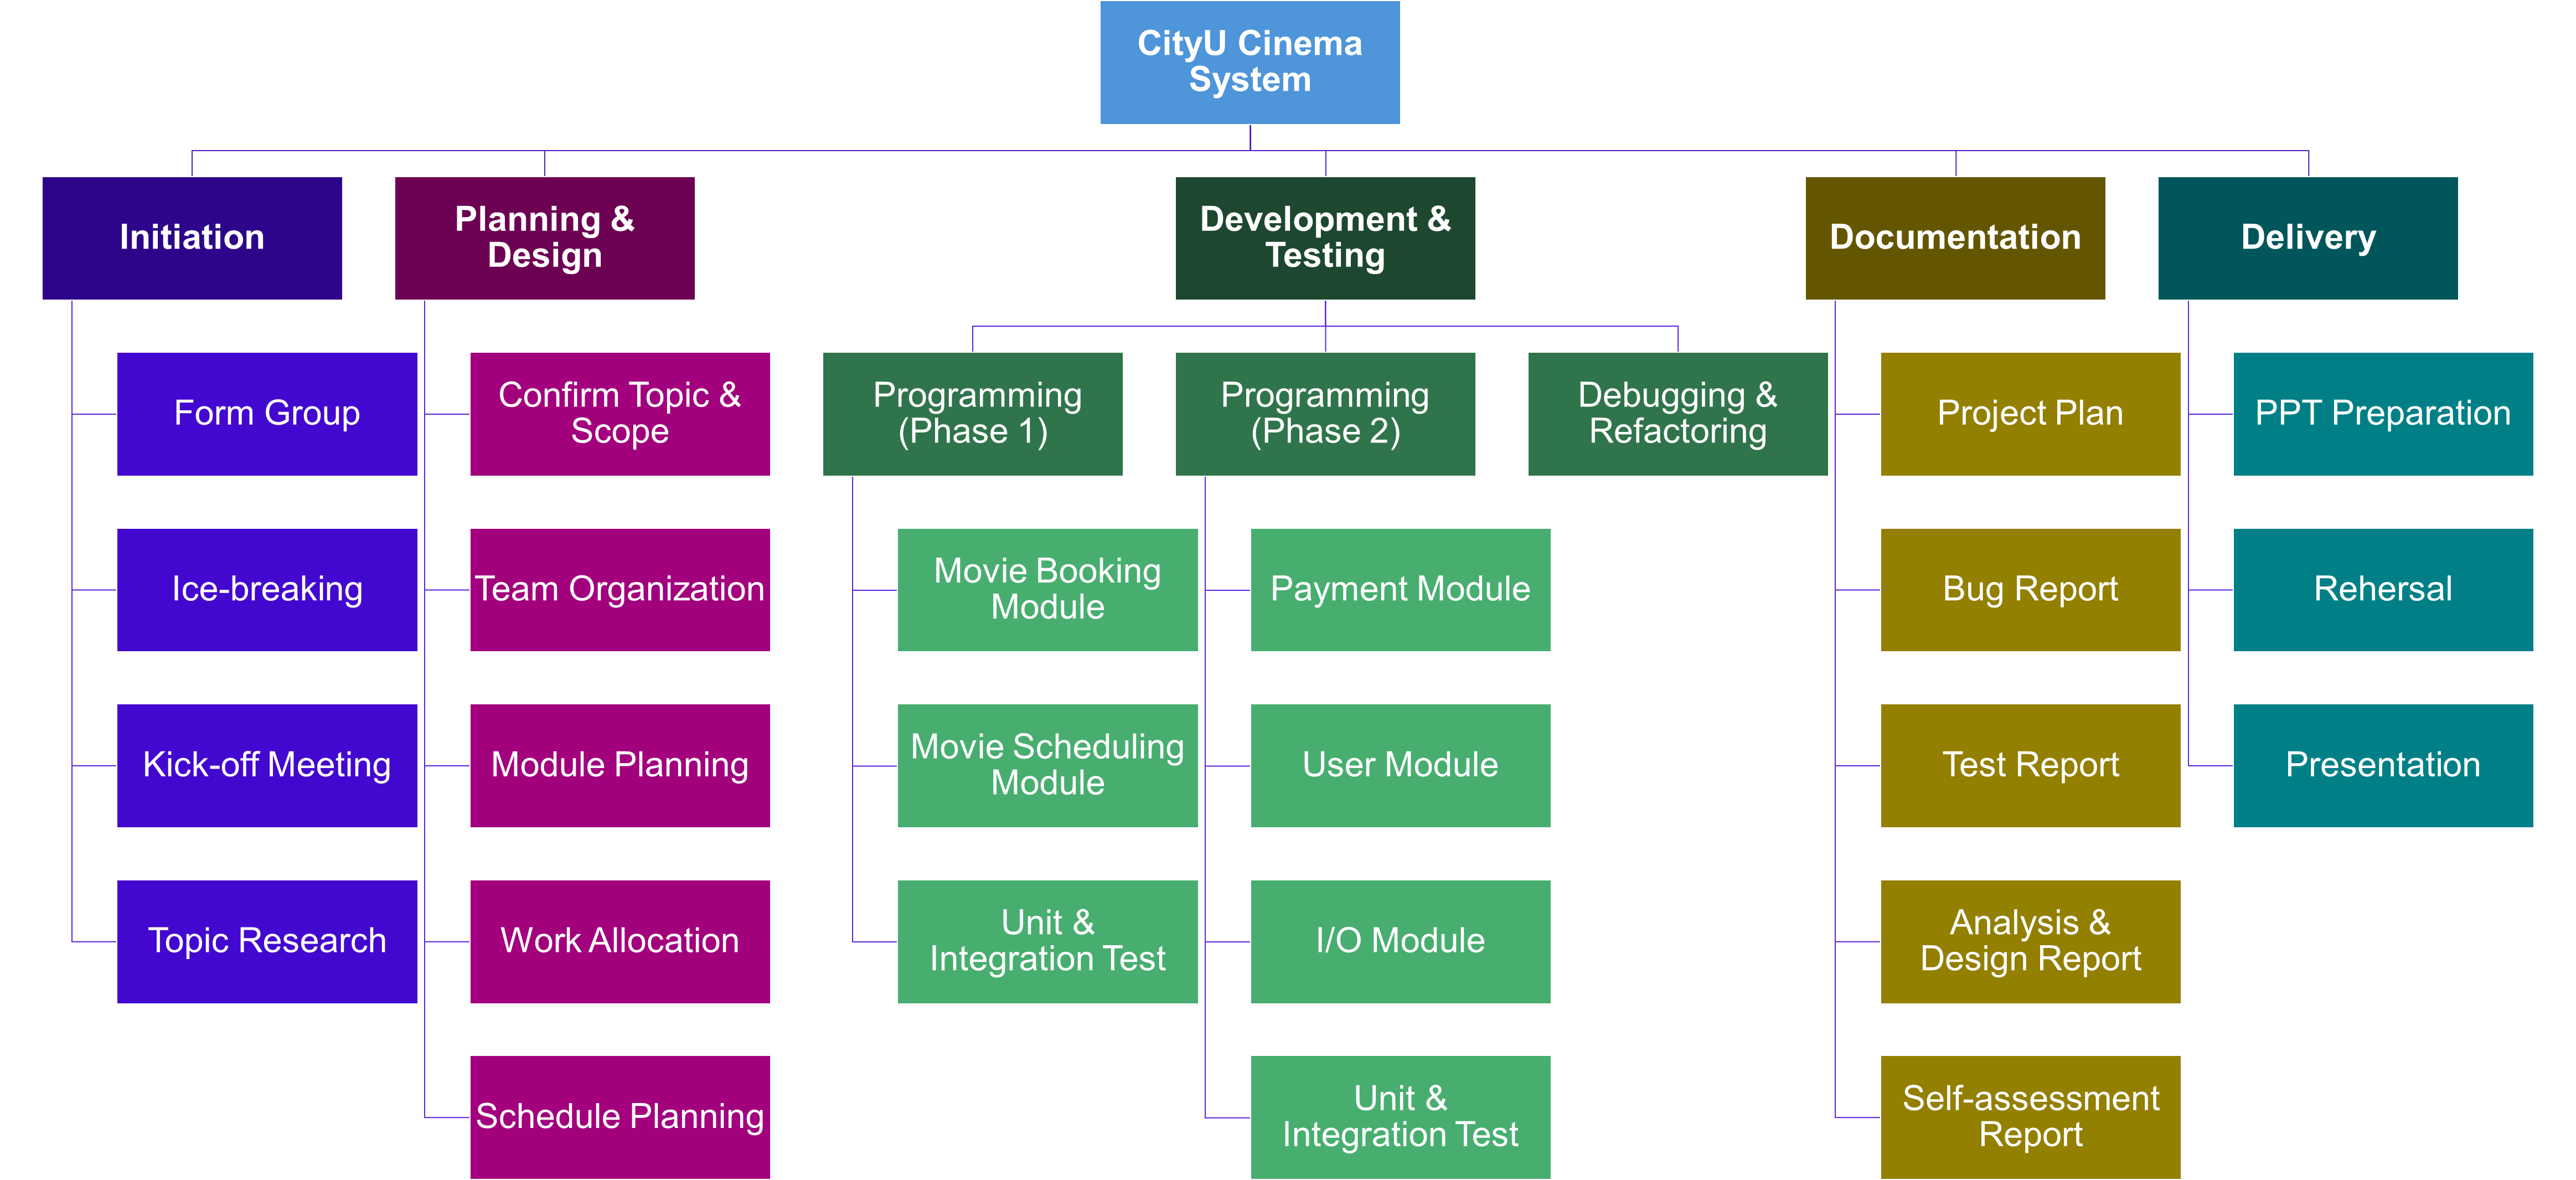 CityU Cinema
System
Initiation
Planning &
Design
Development &
Testing
Documentation
Delivery
Form Group
Ice-breaking
Kick-off Meeting
Topic Research
Confirm Topic &
Scope
Team Organization
Module Planning
Work Allocation
Schedule Planning
Programming
(Phase 1)
Movie Booking
Module
Movie Scheduling
Module
Unit &
Integration Test
Programming
(Phase 2)
Payment Module
User Module
I/O Module
Unit &
Integration Test
Debugging &
Refactoring
Project Plan
Bug Report
Test Report
Analysis &
Design Report
Self-assessment
Report
PPT Preparation
Rehersal
Presentation